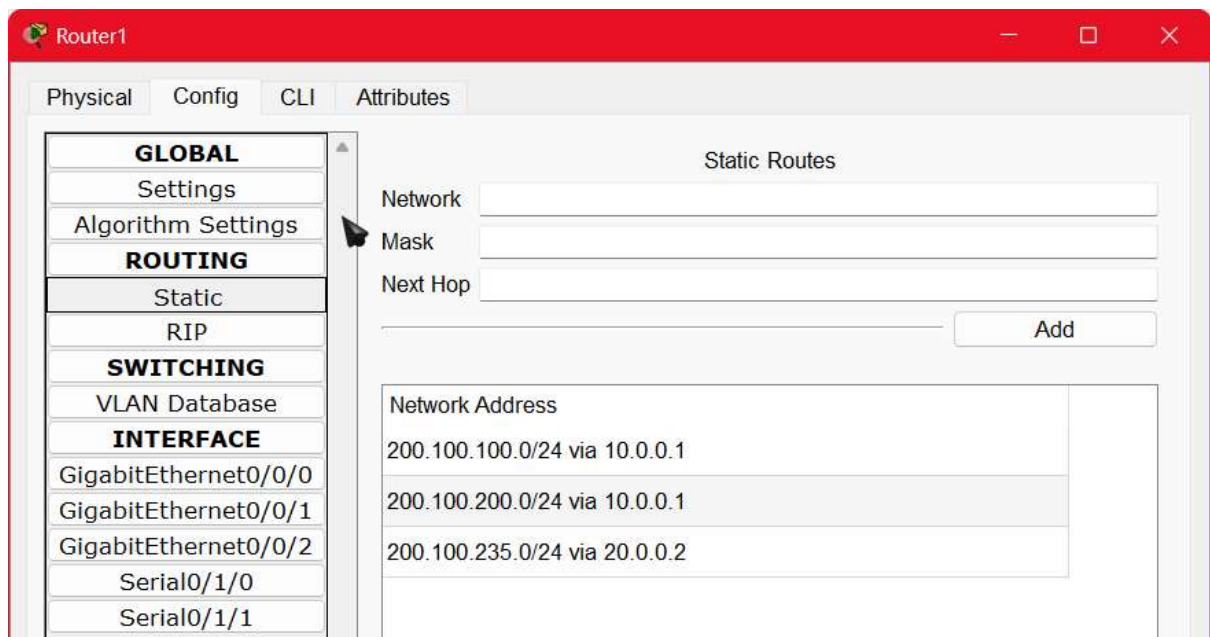 Router1
Physical Config CLI Attributes
GLOBAL
Settings
Algorithm Settings
ROUTING
Static
RIP
SWITCHING
VLAN Database
INTERFACE
GigabitEthernet0/0/0
GigabitEthernet0/0/1
GigabitEthernet0/0/2
Serial0/1/0
Serial0/1/1
Static Routes
Network
Mask
Next Hop
Add
Network Address
200.100.100.0/24 via 10.0.0.1
200.100.200.0/24 via 10.0.0.1
200.100.235.0/24 via 20.0.0.2